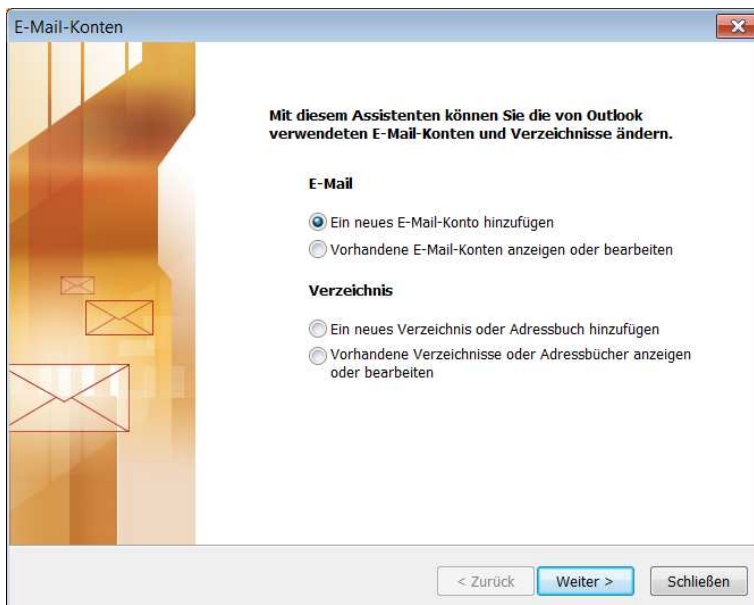 E-Mail-Konten
Mit diesem Assistenten können Sie die von Outlook
verwendeten E-Mail-Konten und Verzeichnisse ändern.
E-Mail
Ein neues E-Mail-Konto hinzufügen
Vorhandene E-Mail-Konten anzeigen oder bearbeiten
Verzeichnis
Ein neues Verzeichnis oder Adressbuch hinzufügen
Vorhandene Verzeichnisse oder Adressbücher anzeigen
oder bearbeiten
< Zurück Weiter > Schließen